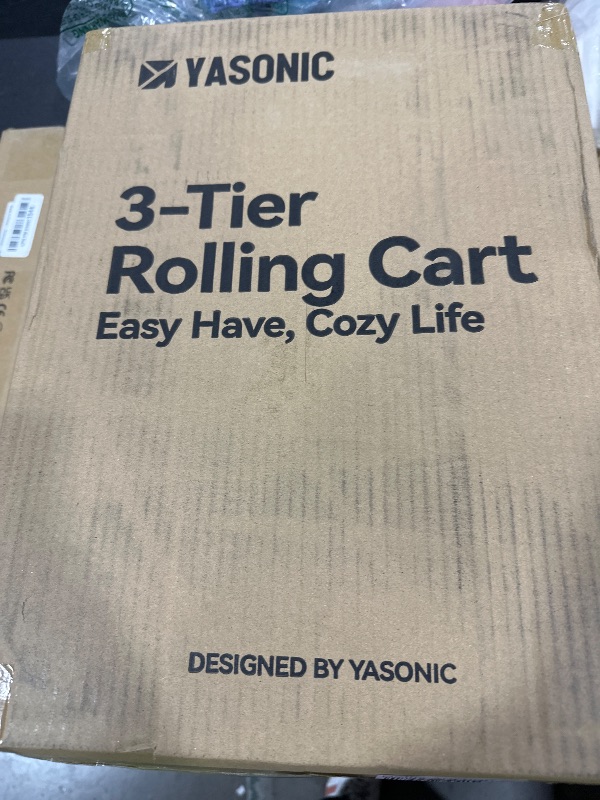 YASONIC
3-Tier
Rolling Cart
Easy Have, Cozy Life
DESIGNED BY YASONIC